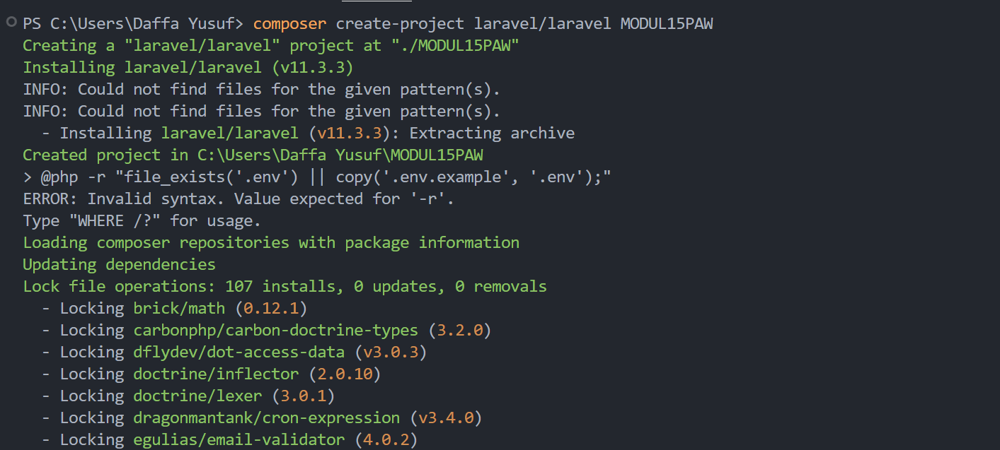 PS C:\Users\Daffa Yusuf> composer create-project laravel/laravel MODUL15PAW
Creating a "laravel/laravel" project at "./MODUL15PAW"
Installing laravel/laravel (v11.3.3)
INFO: Could not find files for the given pattern(s).
INFO: Could not find files for the given pattern(s).
  - Installing laravel/laravel (v11.3.3): Extracting archive
Created project in C:\Users\Daffa Yusuf\MODUL15PAW
> @php -r "file_exists('.env') || copy('.env.example', '.env');"
ERROR: Invalid syntax. Value expected for '-r'.
Type "WHERE /?" for usage.
Loading composer repositories with package information
Updating dependencies
Lock file operations: 107 installs, 0 updates, 0 removals
  - Locking brick/math (0.12.1)
  - Locking carbonphp/carbon-doctrine-types (3.2.0)
  - Locking dflydev/dot-access-data (v3.0.3)
  - Locking doctrine/inflector (2.0.10)
  - Locking doctrine/lexer (3.0.1)
  - Locking dragonmantank/cron-expression (v3.4.0)
  - Locking egulias/email-validator (4.0.2)